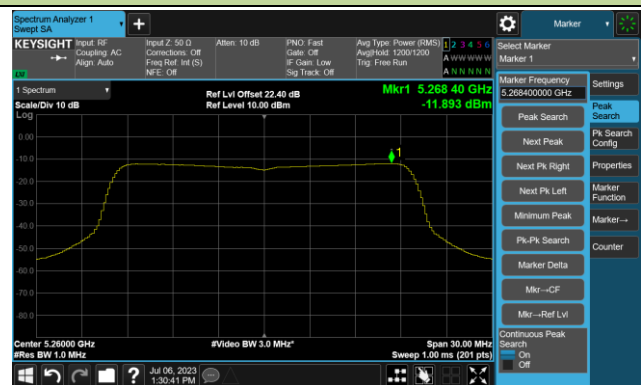 Spectrum Analyzer 1
Swept SA
Marker
KEYSIGHT
Input: RF
Coupling: AC
Align: Auto
Input Z: 50 Ω
Corrections: Off
Freq Ref: Int (S)
NFE: Off
Atten: 10 dB
PNO: Fast
Gate: Off
IF Gain: Low
Sig Track: Off
Avg Type: Power (RMS)
Avg|Hold: 1200/1200
Trig: Free Run
1 2 3 4 5 6
A W W W W W
A N N N N N
LW
Select Marker
Marker 1
1 Spectrum
Scale/Div 10 dB
Log
Ref Lvl Offset 22.40 dB
Ref Level 10.00 dBm
Mkr1 5.268 40 GHz
-11.893 dBm
0.00
-10.0
-20.0
-30.0
-40.0
-50.0
-60.0
-70.0
-80.0
1
Center 5.26000 GHz
#Res BW 1.0 MHz
#Video BW 3.0 MHz*
Span 30.00 MHz
Sweep 1.00 ms (201 pts)
Marker Frequency
5.268400000 GHz
Peak Search
Next Peak
Next Pk Right
Next Pk Left
Minimum Peak
Pk-Pk Search
Marker Delta
Mkr→CF
Mkr→Ref Lvl
Continuous Peak
Search
On
Off
Settings
Peak
Search
Pk Search
Config
Properties
Marker
Function
Marker→
Counter
Jul 06, 2023
1:30:41 PM